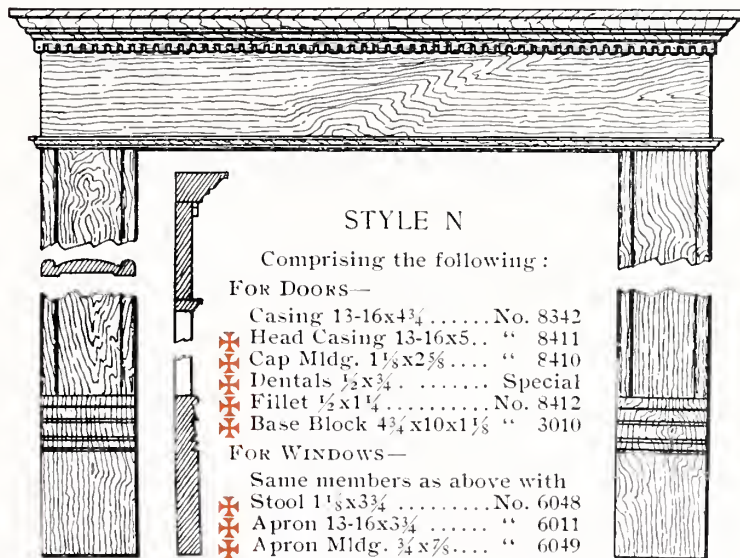 STYLE N
Comprising the following:
FOR DOORS—
Casing 13-16x4¾ ...... No. 8342
✠ Head Casing 13-16x5.. “ 8411
✠ Cap Mldg. 1⅛x2⅝ .... “ 8410
✠ Dentals ½x¾ ....... Special
✠ Fillet ½x1¼ ......... No. 8412
✠ Base Block 4¾x10x1⅛ “ 3010
FOR WINDOWS—
Same members as above with
✠ Stool 1⅛x3¾ ......... No. 6048
✠ Apron 13-16x3¾ ..... “ 6011
✠ Apron Mldg. ¾x⅞.... “ 6049